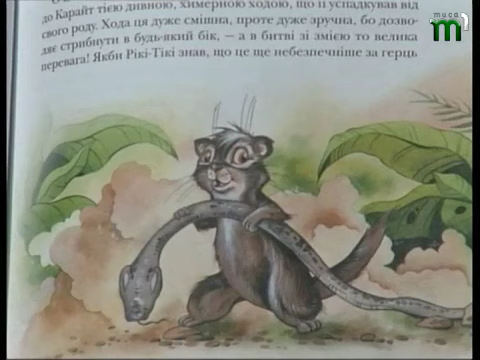 до Карайт тією дивною, химерною ходою, що її успадкував від
свого роду. Хода ця дуже смішна, проте дуже зручна, бо дозво-
ляє стрибнути в будь-який бік, — а в битві зі змією то велика
перевага! Якби Рікі-Тікі знав, що це ще небезпечніше за герць
миса
m1